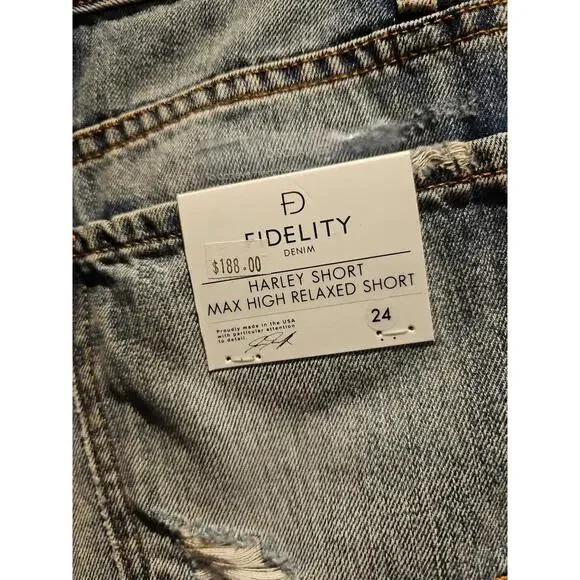 FD
FIDELITY
DENIM
$188.00
HARLEY SHORT
MAX HIGH RELAXED SHORT
24
Proudly made in the USA
with particular attention
to detail.